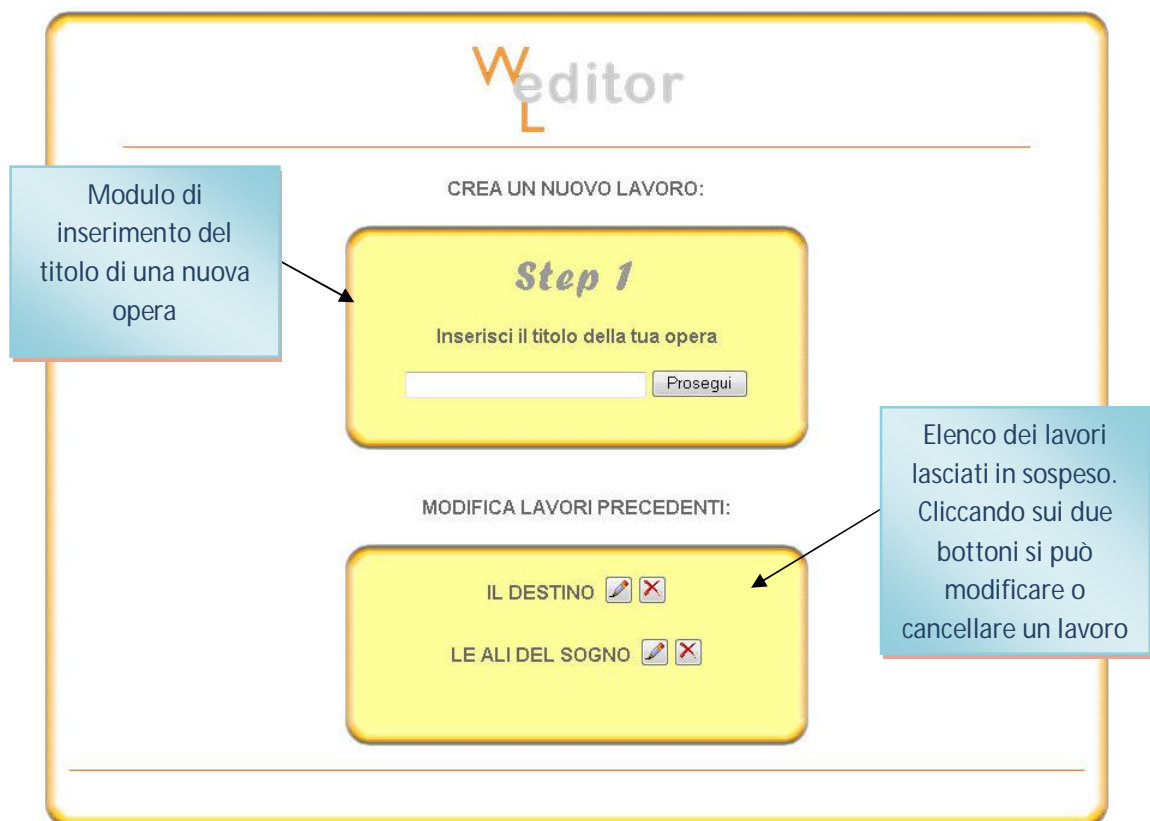 W
editor
L
CREA UN NUOVO LAVORO:
Modulo di
inserimento del
titolo di una nuova
opera
Step 1
Inserisci il titolo della tua opera
Prosegui
Elenco dei lavori
lasciati in sospeso.
Cliccando sui due
bottoni si può
modificare o
cancellare un lavoro
MODIFICA LAVORI PRECEDENTI:
IL DESTINO
LE ALI DEL SOGNO